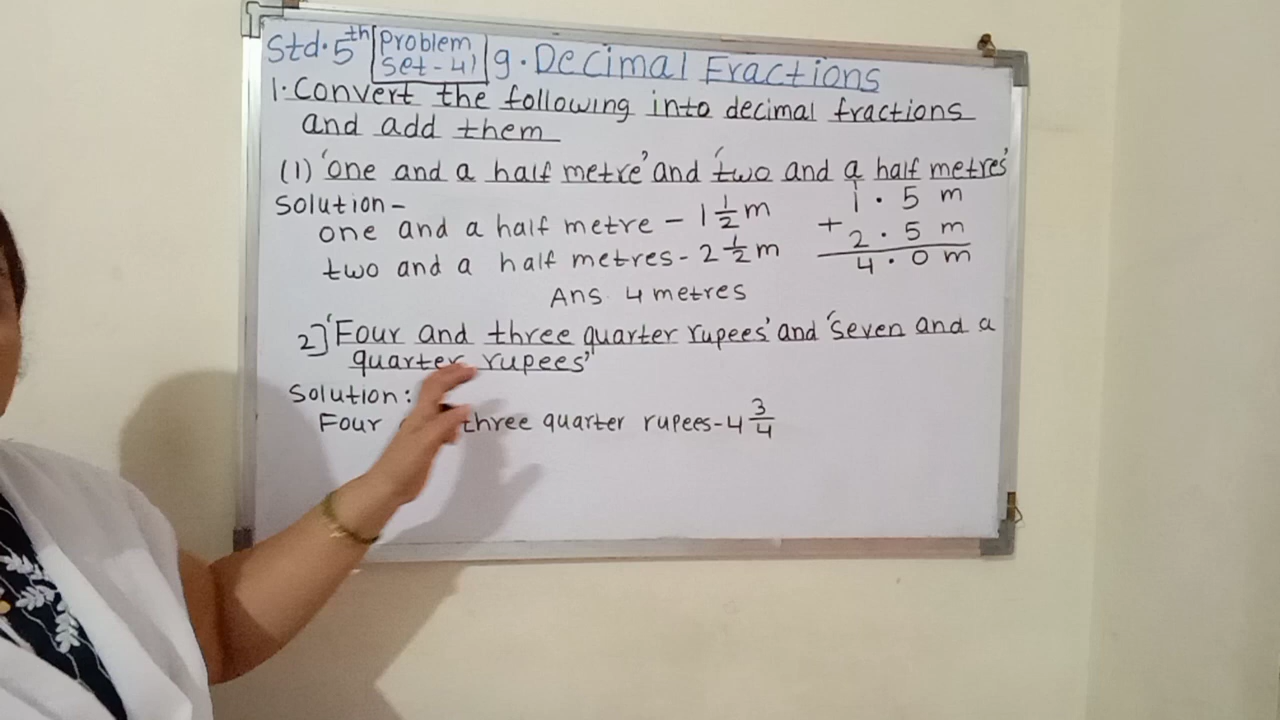 Std. 5th Problem Set-41 9. Decimal Fractions
1. Convert the following into decimal fractions
and add them
(1) 'one and a half metre' and 'two and a half metres'
Solution-
one and a half metre - 1 1/2 m
1.5 m
two and a half metres - 2 1/2 m
+ 2.5 m
4.0 m
Ans 4 metres
2] 'Four and three quarter rupees' and 'seven and a
quarter rupees'
Solution:
Four three quarter rupees - 4 3/4